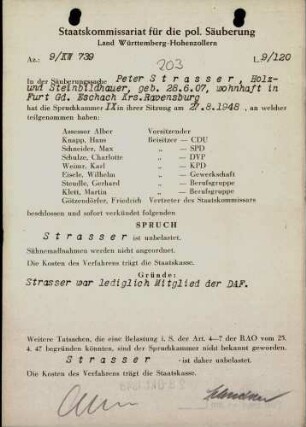 Staatskommissariat für die pol. Säuberung
Land Württemberg-Hohenzollern
Az.: 9/XW 739
L.9/120
203
In der Säuberungssache Peter Strasser, Holz-
und Steinbildhauer, geb. 28.6.07, wohnhaft in
Furt Gd. Eschach Krs.Ravensburg
hat die Spruchkammer IX in ihrer Sitzung am 27.8.1948, an welcher
teilgenommen haben:
Assessor Alber Vorsitzender
Knapp, Hans Beisitzer — CDU
Schneider, Max „ — SPD
Schulze, Charlotte „ — DVP
Weimer, Karl „ — KPD
Eisele, Wilhelm „ — Gewerkschaft
Steudle, Gerhard „ — Berufsgruppe
Klett, Martin „ — Berufsgruppe
Götzendörfer, Friedrich Vertreter des Staatskommissars
beschlossen und sofort verkündet folgenden
SPRUCH
Strasser ist unbelastet.
Sühnemaßnahmen werden nicht angeordnet.
Die Kosten des Verfahrens trägt die Staatskasse.
Gründe:
Strasser war lediglich Mitglied der DAF.
Weitere Tatsachen, die eine Belastung i. S. der Art. 4—7 der RAO vom 25.
4. 47 begründen könnten, sind der Spruchkammer nicht bekannt geworden.
Strasser ist daher unbelastet.
Die Kosten des Verfahrens trägt die Staatskasse.